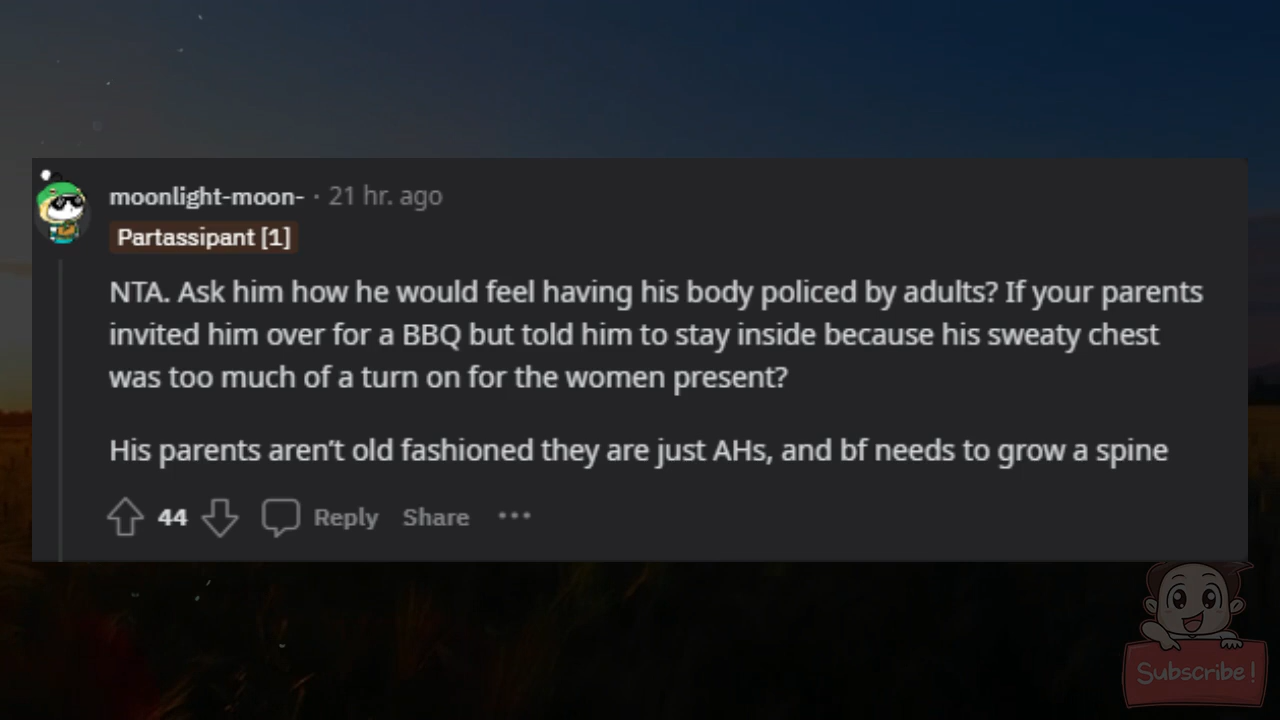 moonlight-moon- · 21 hr. ago
Partassipant [1]
NTA. Ask him how he would feel having his body policed by adults? If your parents
invited him over for a BBQ but told him to stay inside because his sweaty chest
was too much of a turn on for the women present?
His parents aren’t old fashioned they are just AHs, and bf needs to grow a spine
44 Reply Share ···
Subscribe!